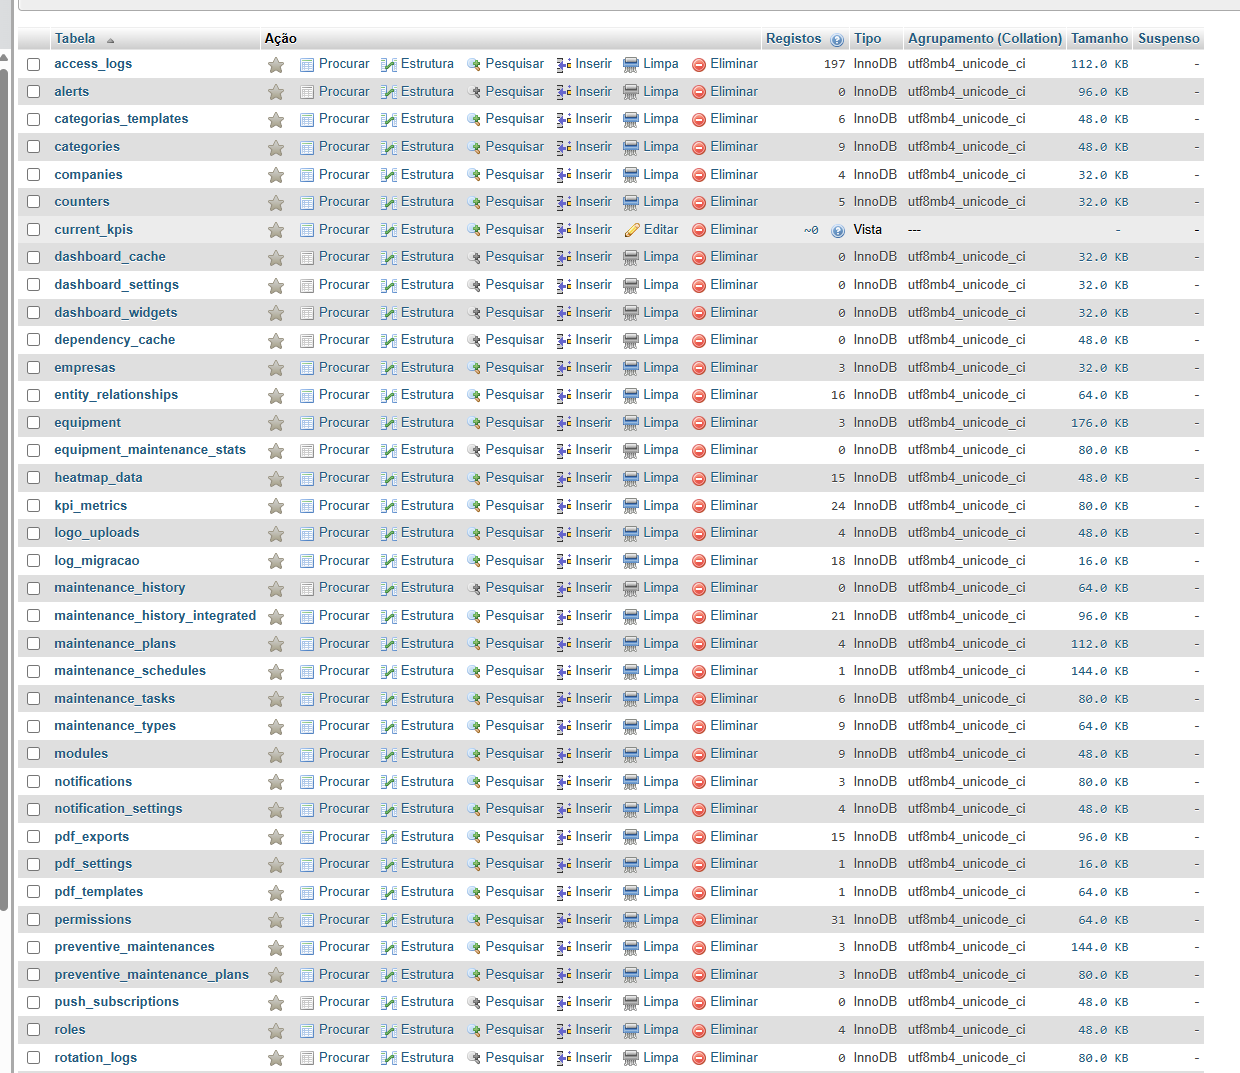 Tabela Ação Registos Tipo Agrupamento (Collation) Tamanho Suspenso
access_logs Procurar Estrutura Pesquisar Inserir Limpa Eliminar 197 InnoDB utf8mb4_unicode_ci 112.0 KB -
alerts Procurar Estrutura Pesquisar Inserir Limpa Eliminar 0 InnoDB utf8mb4_unicode_ci 96.0 KB -
categorias_templates Procurar Estrutura Pesquisar Inserir Limpa Eliminar 6 InnoDB utf8mb4_unicode_ci 48.0 KB -
categories Procurar Estrutura Pesquisar Inserir Limpa Eliminar 9 InnoDB utf8mb4_unicode_ci 48.0 KB -
companies Procurar Estrutura Pesquisar Inserir Limpa Eliminar 4 InnoDB utf8mb4_unicode_ci 32.0 KB -
counters Procurar Estrutura Pesquisar Inserir Limpa Eliminar 5 InnoDB utf8mb4_unicode_ci 32.0 KB -
current_kpis Procurar Estrutura Pesquisar Inserir Editar Eliminar ~0 Vista --- - -
dashboard_cache Procurar Estrutura Pesquisar Inserir Limpa Eliminar 0 InnoDB utf8mb4_unicode_ci 32.0 KB -
dashboard_settings Procurar Estrutura Pesquisar Inserir Limpa Eliminar 0 InnoDB utf8mb4_unicode_ci 32.0 KB -
dashboard_widgets Procurar Estrutura Pesquisar Inserir Limpa Eliminar 0 InnoDB utf8mb4_unicode_ci 32.0 KB -
dependency_cache Procurar Estrutura Pesquisar Inserir Limpa Eliminar 0 InnoDB utf8mb4_unicode_ci 48.0 KB -
empresas Procurar Estrutura Pesquisar Inserir Limpa Eliminar 3 InnoDB utf8mb4_unicode_ci 32.0 KB -
entity_relationships Procurar Estrutura Pesquisar Inserir Limpa Eliminar 16 InnoDB utf8mb4_unicode_ci 64.0 KB -
equipment Procurar Estrutura Pesquisar Inserir Limpa Eliminar 3 InnoDB utf8mb4_unicode_ci 176.0 KB -
equipment_maintenance_stats Procurar Estrutura Pesquisar Inserir Limpa Eliminar 0 InnoDB utf8mb4_unicode_ci 80.0 KB -
heatmap_data Procurar Estrutura Pesquisar Inserir Limpa Eliminar 15 InnoDB utf8mb4_unicode_ci 48.0 KB -
kpi_metrics Procurar Estrutura Pesquisar Inserir Limpa Eliminar 24 InnoDB utf8mb4_unicode_ci 80.0 KB -
logo_uploads Procurar Estrutura Pesquisar Inserir Limpa Eliminar 4 InnoDB utf8mb4_unicode_ci 48.0 KB -
log_migracao Procurar Estrutura Pesquisar Inserir Limpa Eliminar 18 InnoDB utf8mb4_unicode_ci 16.0 KB -
maintenance_history Procurar Estrutura Pesquisar Inserir Limpa Eliminar 0 InnoDB utf8mb4_unicode_ci 64.0 KB -
maintenance_history_integrated Procurar Estrutura Pesquisar Inserir Limpa Eliminar 21 InnoDB utf8mb4_unicode_ci 96.0 KB -
maintenance_plans Procurar Estrutura Pesquisar Inserir Limpa Eliminar 4 InnoDB utf8mb4_unicode_ci 112.0 KB -
maintenance_schedules Procurar Estrutura Pesquisar Inserir Limpa Eliminar 1 InnoDB utf8mb4_unicode_ci 144.0 KB -
maintenance_tasks Procurar Estrutura Pesquisar Inserir Limpa Eliminar 6 InnoDB utf8mb4_unicode_ci 80.0 KB -
maintenance_types Procurar Estrutura Pesquisar Inserir Limpa Eliminar 9 InnoDB utf8mb4_unicode_ci 64.0 KB -
modules Procurar Estrutura Pesquisar Inserir Limpa Eliminar 9 InnoDB utf8mb4_unicode_ci 48.0 KB -
notifications Procurar Estrutura Pesquisar Inserir Limpa Eliminar 3 InnoDB utf8mb4_unicode_ci 80.0 KB -
notification_settings Procurar Estrutura Pesquisar Inserir Limpa Eliminar 4 InnoDB utf8mb4_unicode_ci 48.0 KB -
pdf_exports Procurar Estrutura Pesquisar Inserir Limpa Eliminar 15 InnoDB utf8mb4_unicode_ci 96.0 KB -
pdf_settings Procurar Estrutura Pesquisar Inserir Limpa Eliminar 1 InnoDB utf8mb4_unicode_ci 16.0 KB -
pdf_templates Procurar Estrutura Pesquisar Inserir Limpa Eliminar 1 InnoDB utf8mb4_unicode_ci 64.0 KB -
permissions Procurar Estrutura Pesquisar Inserir Limpa Eliminar 31 InnoDB utf8mb4_unicode_ci 64.0 KB -
preventive_maintenances Procurar Estrutura Pesquisar Inserir Limpa Eliminar 3 InnoDB utf8mb4_unicode_ci 144.0 KB -
preventive_maintenance_plans Procurar Estrutura Pesquisar Inserir Limpa Eliminar 3 InnoDB utf8mb4_unicode_ci 80.0 KB -
push_subscriptions Procurar Estrutura Pesquisar Inserir Limpa Eliminar 0 InnoDB utf8mb4_unicode_ci 48.0 KB -
roles Procurar Estrutura Pesquisar Inserir Limpa Eliminar 4 InnoDB utf8mb4_unicode_ci 48.0 KB -
rotation_logs Procurar Estrutura Pesquisar Inserir Limpa Eliminar 0 InnoDB utf8mb4_unicode_ci 80.0 KB -